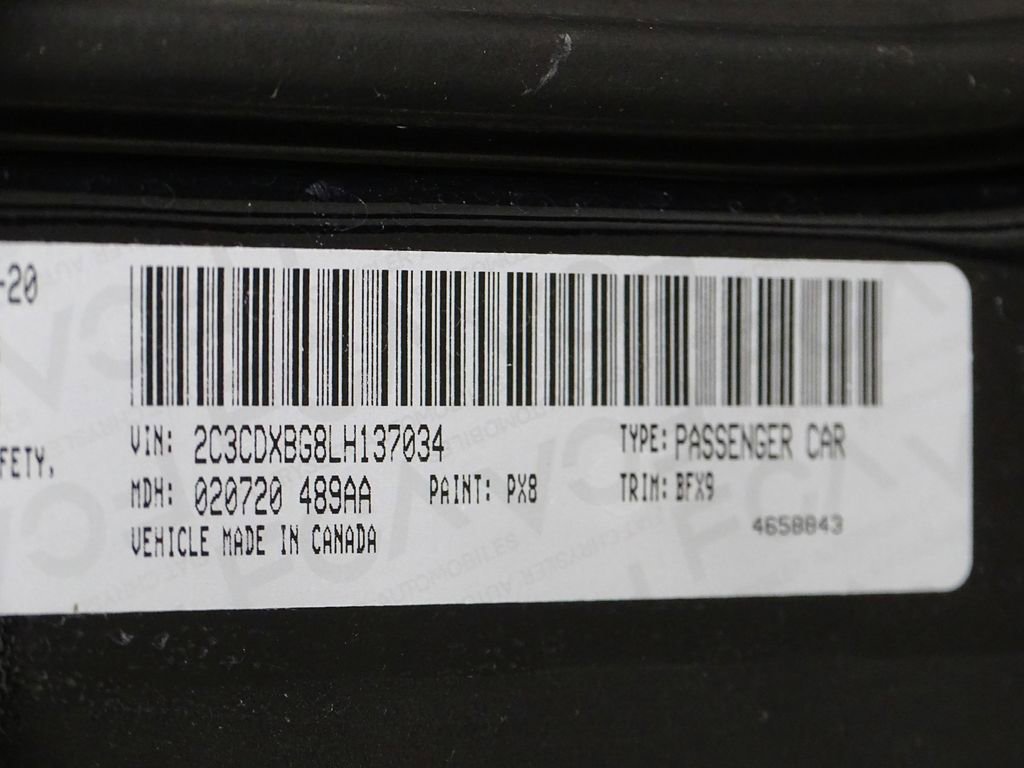 -20
VIN: 2C3CDXBG8LH137034 TYPE: PASSENGER CAR
FETY.
MDH: 020720 489AA PAINT: PX8 TRIM: BFX9
4658843
VEHICLE MADE IN CANADA